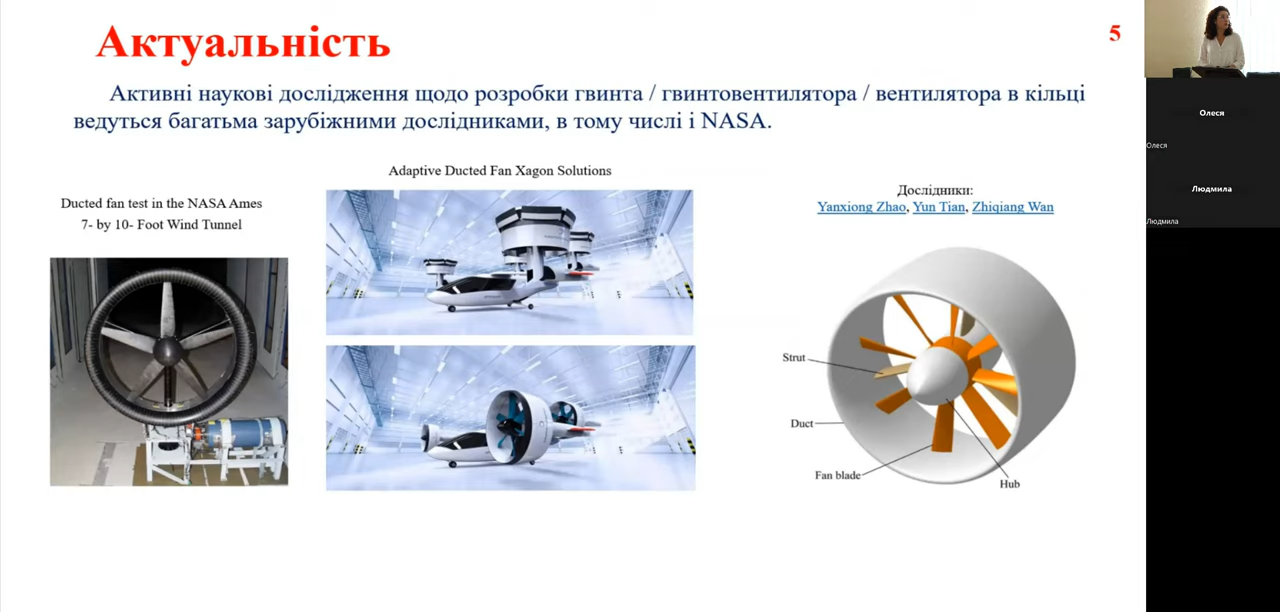 Актуальність
5
Активні наукові дослідження щодо розробки гвинта / гвинтовентилятора / вентилятора в кільці
ведуться багатьма зарубіжними дослідниками, в тому числі і NASA.
Ducted fan test in the NASA Ames
7- by 10- Foot Wind Tunnel
Adaptive Ducted Fan Xagon Solutions
Дослідники:
Yanxiong Zhao, Yun Tian, Zhiqiang Wan
Strut
Duct
Fan blade
Hub
Олеся
Олеся
Людмила
Людмила